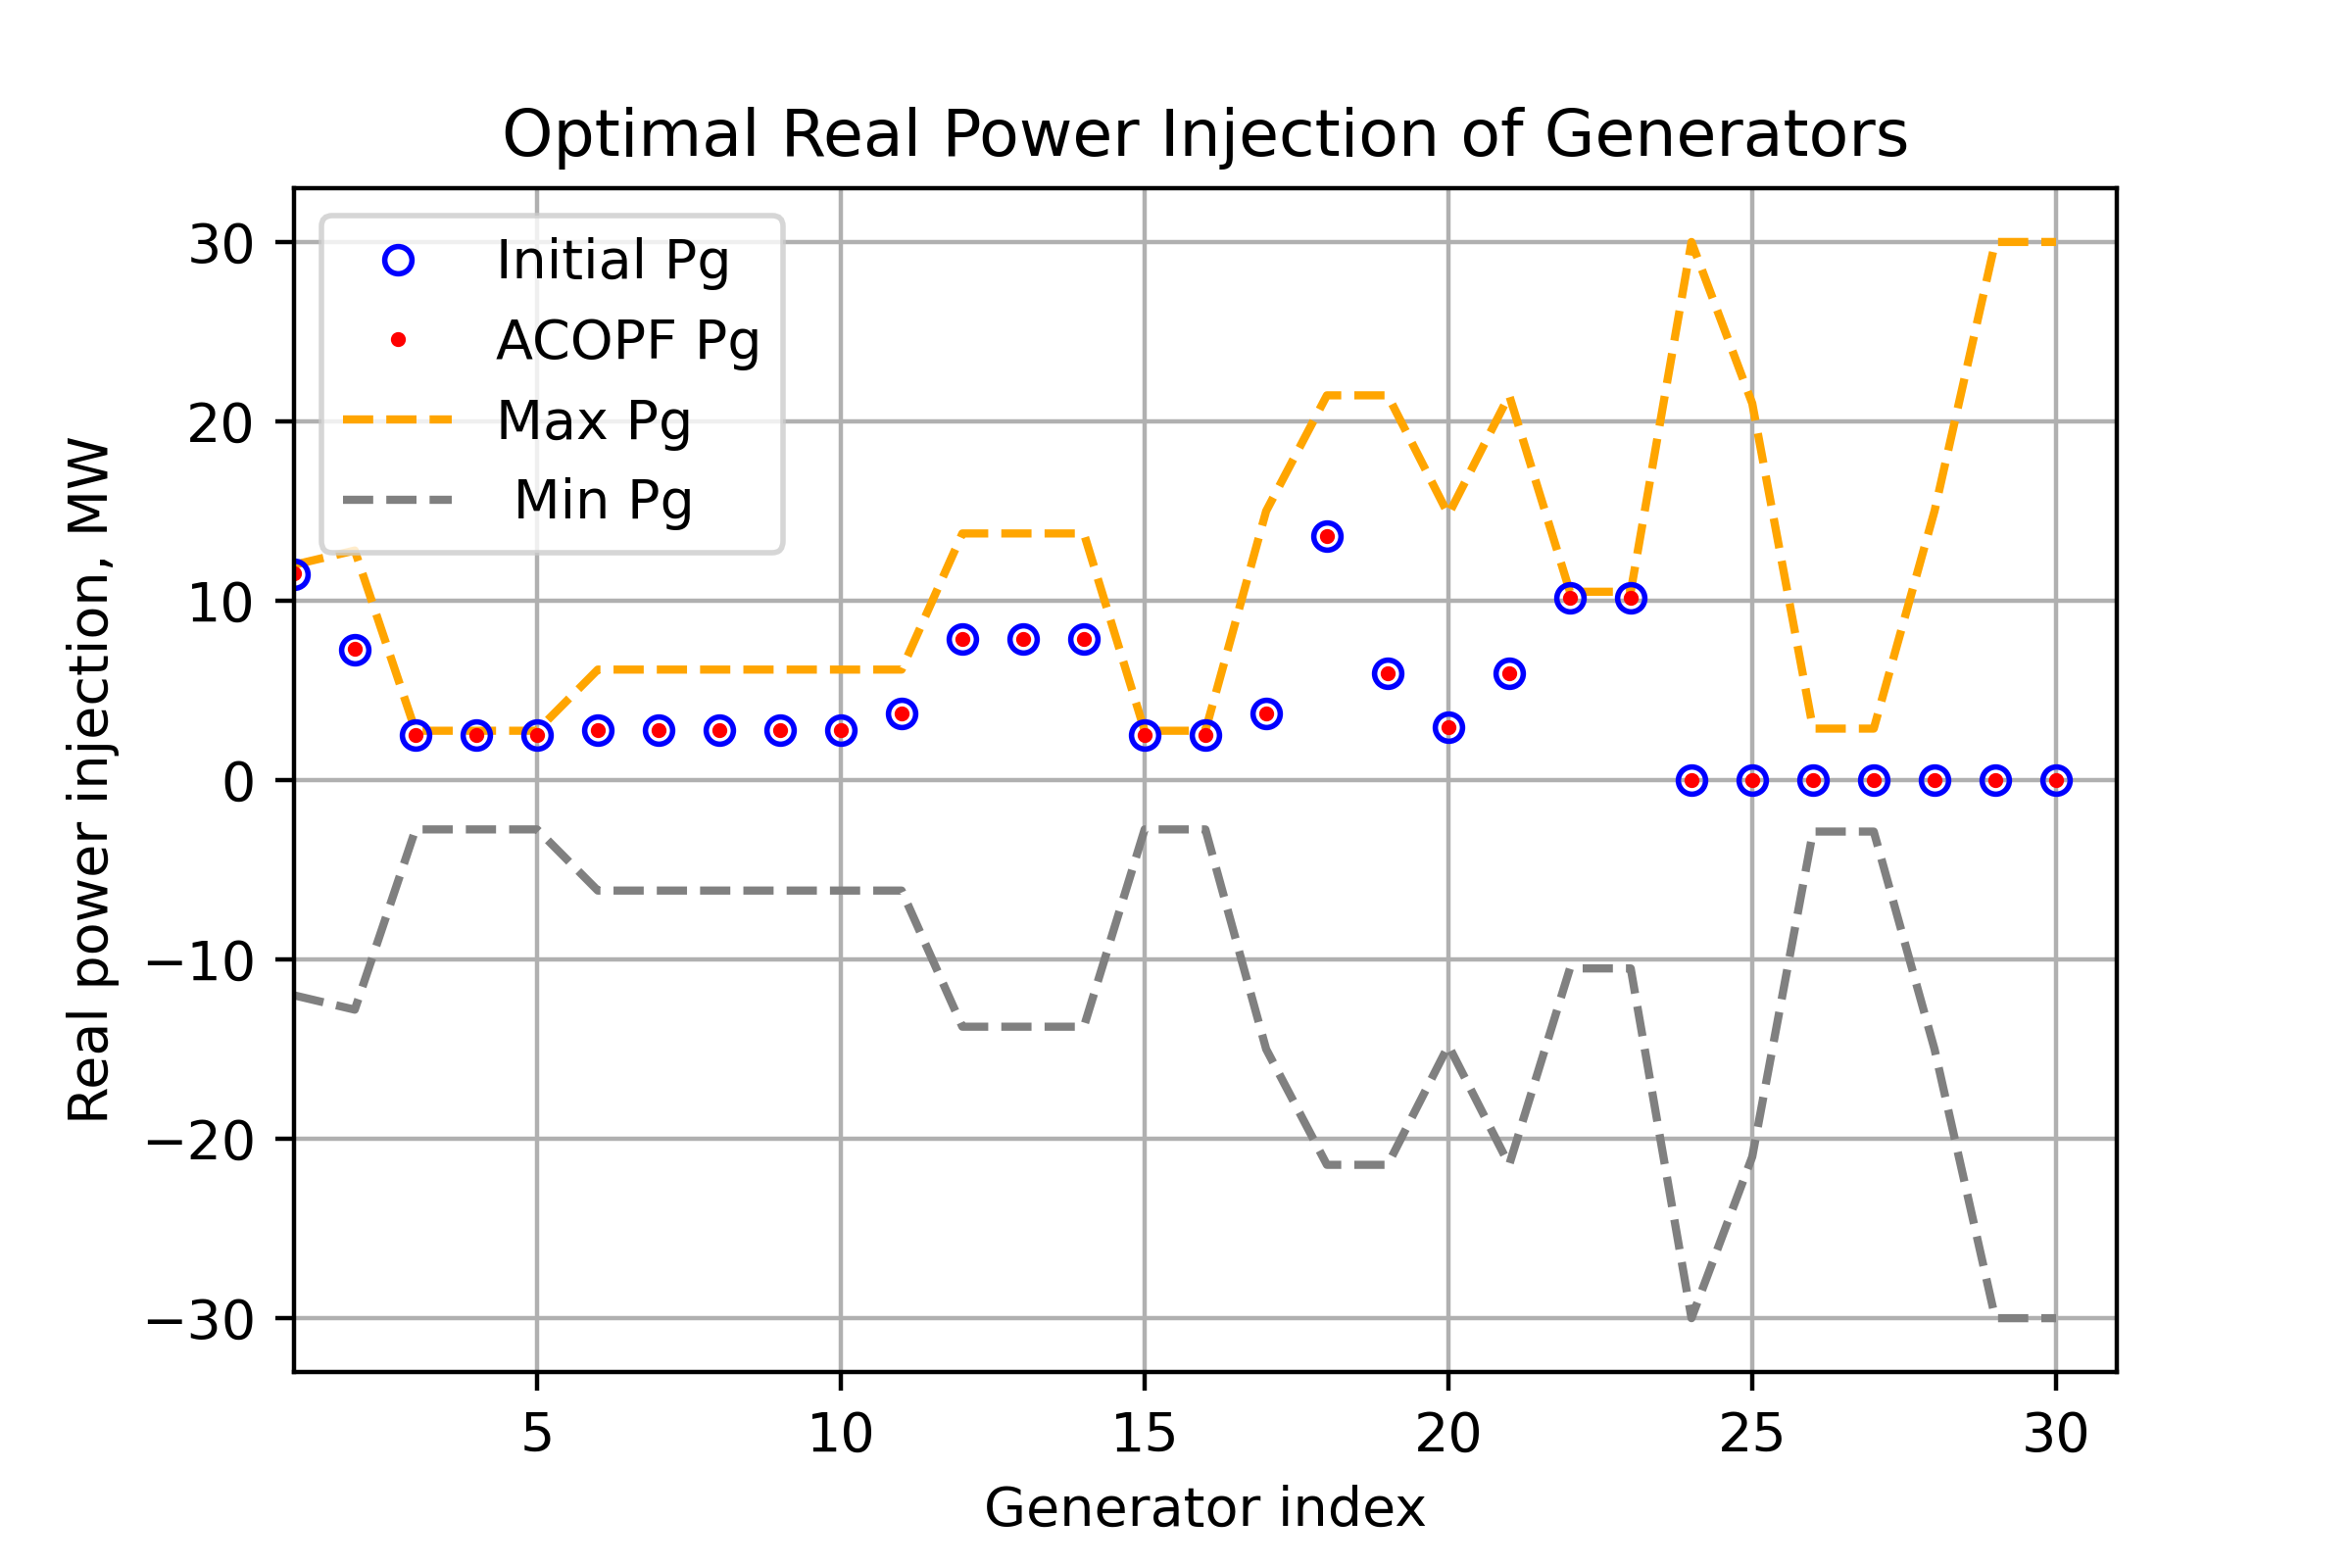 Optimal Real Power Injection of Generators
Initial Pg
ACOPF Pg
Max Pg
Min Pg
Real power injection, MW
30
20
10
0
−10
−20
−30
5 10 15 20 25 30
Generator index